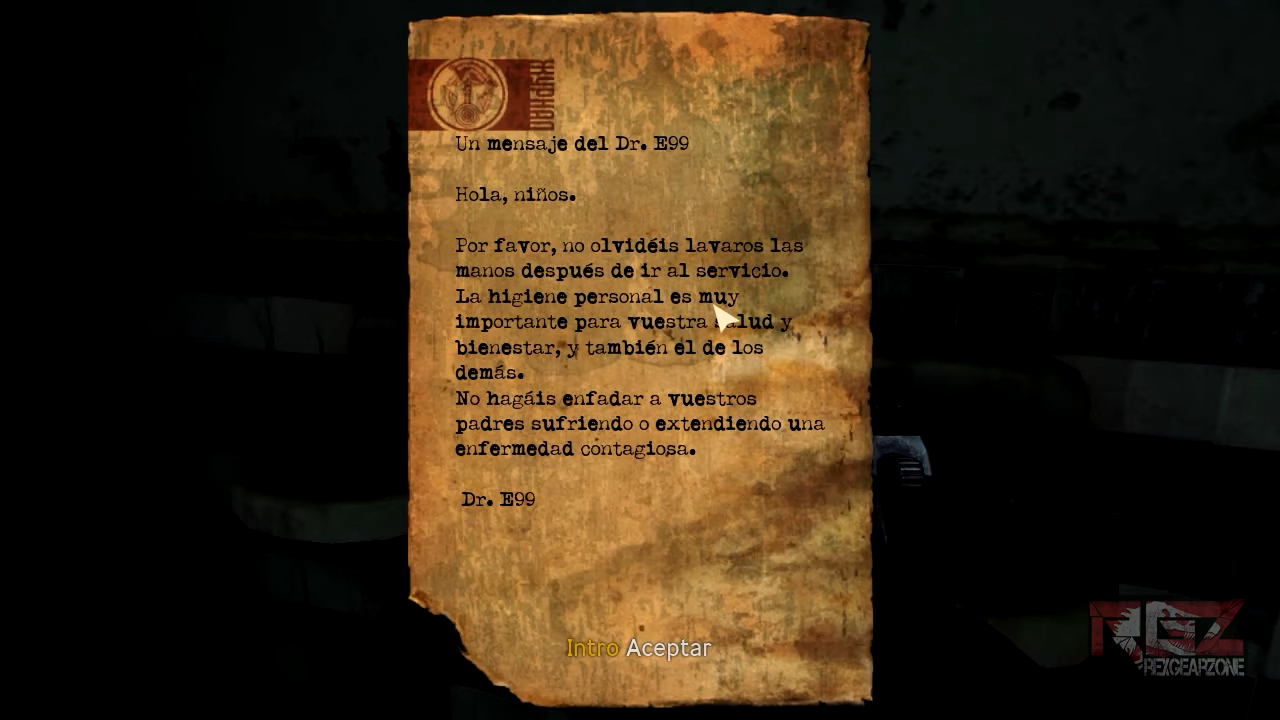 Un mensaje del Dr. E99
Hola, niños.
Por favor, no olvidéis lavaros las
manos después de ir al servicio.
La higiene personal es muy
importante para vuestra salud y
bienestar, y también el de los
demás.
No hagáis enfadar a vuestros
padres sufriendo o extendiendo una
enfermedad contagiosa.
Dr. E99
Intro Aceptar
RGZ
REXGEARZONE